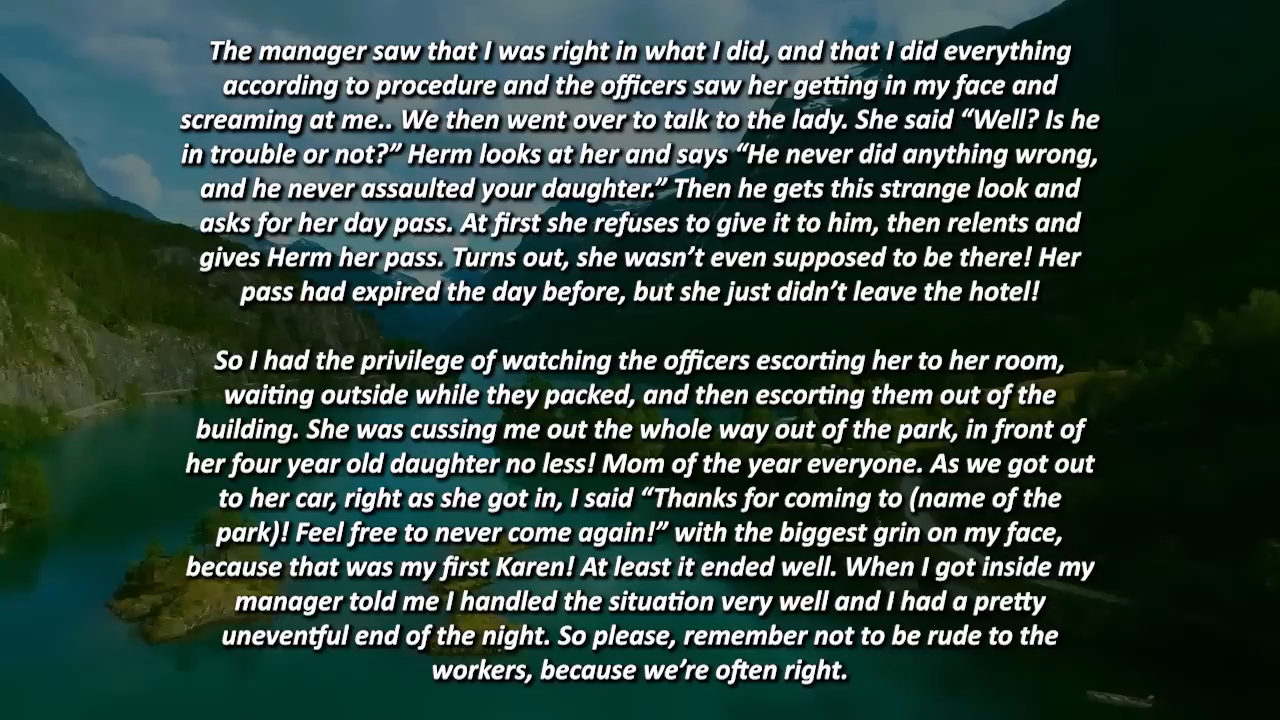 The manager saw that I was right in what I did, and that I did everything
according to procedure and the officers saw her getting in my face and
screaming at me.. We then went over to talk to the lady. She said “Well? Is he
in trouble or not?” Herm looks at her and says “He never did anything wrong,
and he never assaulted your daughter.” Then he gets this strange look and
asks for her day pass. At first she refuses to give it to him, then relents and
gives Herm her pass. Turns out, she wasn’t even supposed to be there! Her
pass had expired the day before, but she just didn’t leave the hotel!
So I had the privilege of watching the officers escorting her to her room,
waiting outside while they packed, and then escorting them out of the
building. She was cussing me out the whole way out of the park, in front of
her four year old daughter no less! Mom of the year everyone. As we got out
to her car, right as she got in, I said “Thanks for coming to (name of the
park)! Feel free to never come again!” with the biggest grin on my face,
because that was my first Karen! At least it ended well. When I got inside my
manager told me I handled the situation very well and I had a pretty
uneventful end of the night. So please, remember not to be rude to the
workers, because we’re often right.